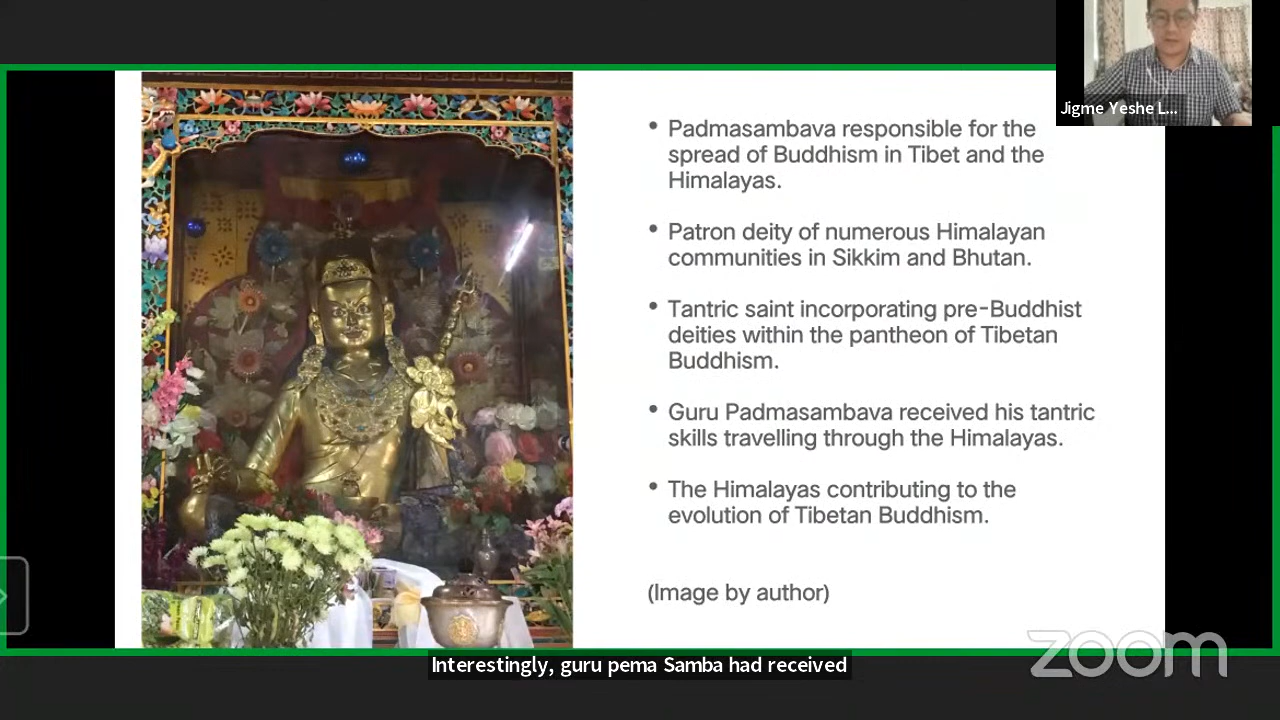 Jigme Yeshe L...
• Padmasambava responsible for the
spread of Buddhism in Tibet and the
Himalayas.
• Patron deity of numerous Himalayan
communities in Sikkim and Bhutan.
• Tantric saint incorporating pre-Buddhist
deities within the pantheon of Tibetan
Buddhism.
• Guru Padmasambava received his tantric
skills travelling through the Himalayas.
• The Himalayas contributing to the
evolution of Tibetan Buddhism.
(Image by author)
zoom
Interestingly, guru pema Samba had received